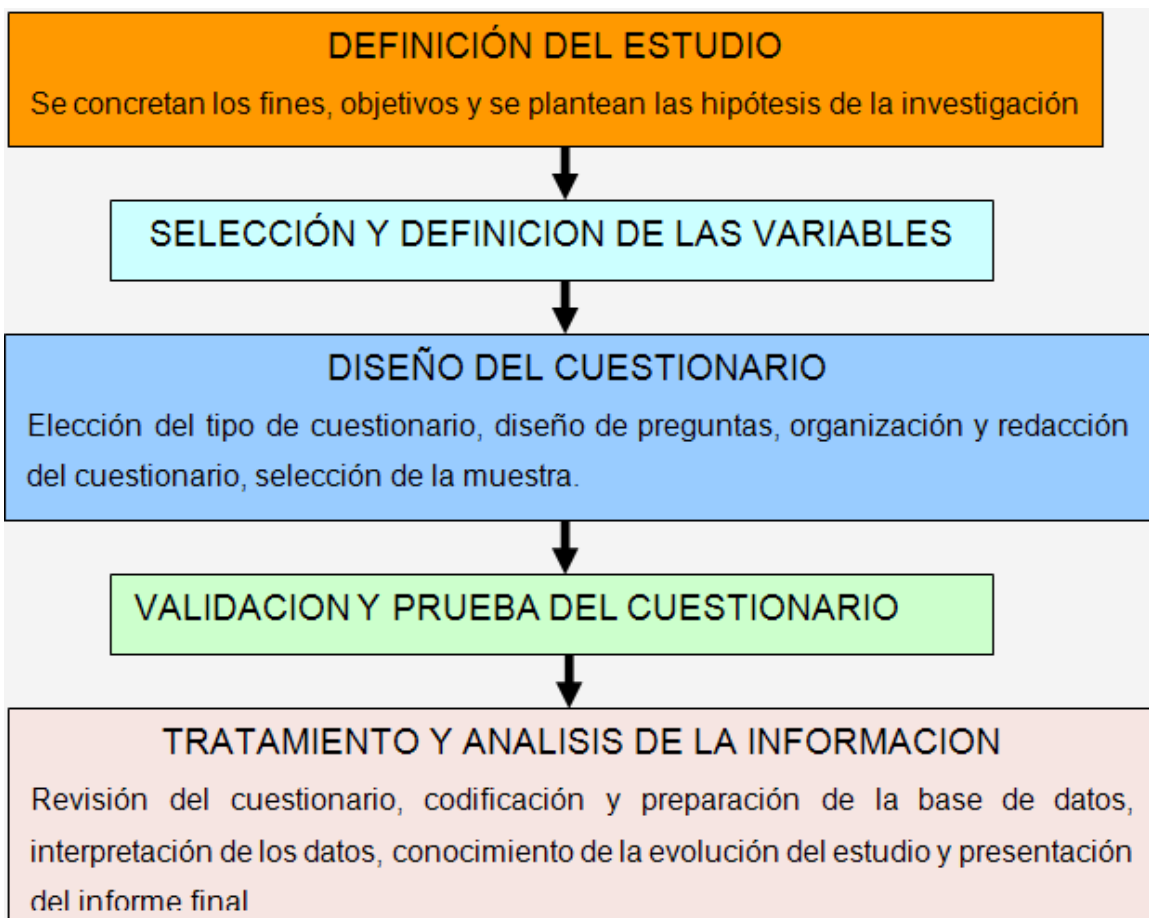 DEFINICIÓN DEL ESTUDIO
Se concretan los fines, objetivos y se plantean las hipótesis de la investigación
SELECCIÓN Y DEFINICION DE LAS VARIABLES
DISEÑO DEL CUESTIONARIO
Elección del tipo de cuestionario, diseño de preguntas, organización y redacción
del cuestionario, selección de la muestra.
VALIDACION Y PRUEBA DEL CUESTIONARIO
TRATAMIENTO Y ANALISIS DE LA INFORMACION
Revisión del cuestionario, codificación y preparación de la base de datos,
interpretación de los datos, conocimiento de la evolución del estudio y presentación
del informe final